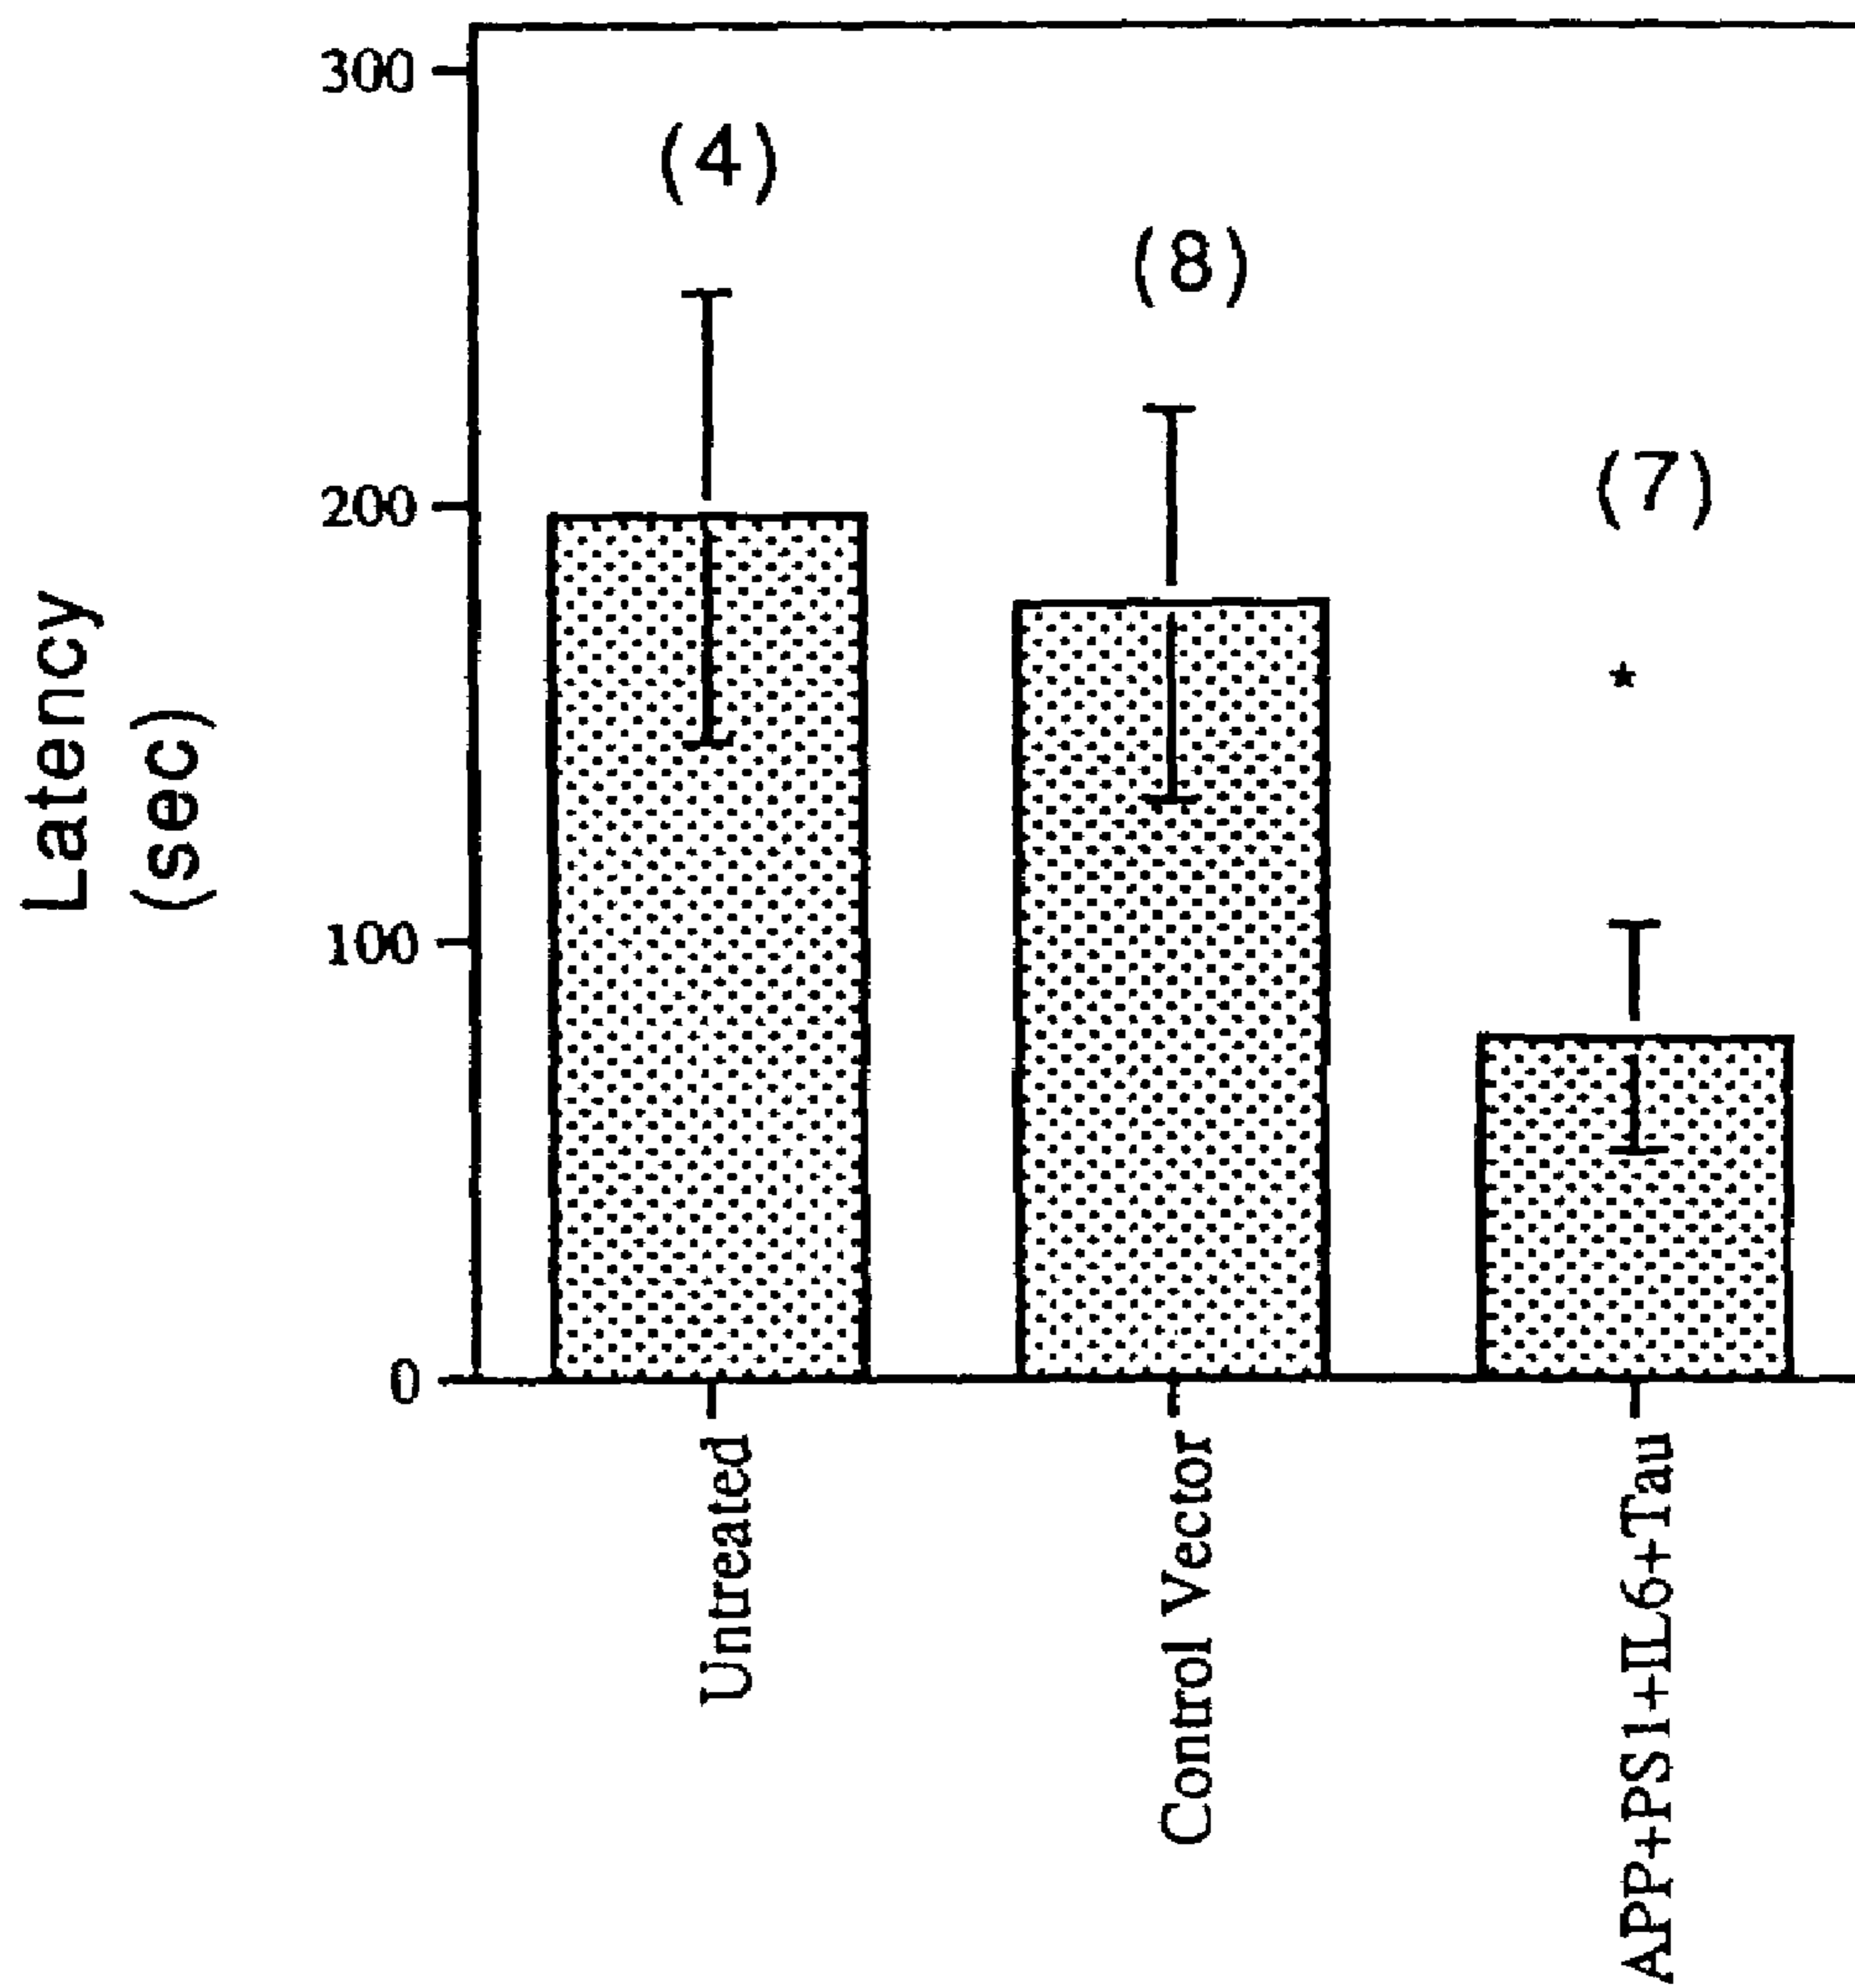 300
200
100
0
Latency
(sec)
(4)
(8)
(7)
★
Untreated
Control Vector
APP+PS1+IL6+Tau